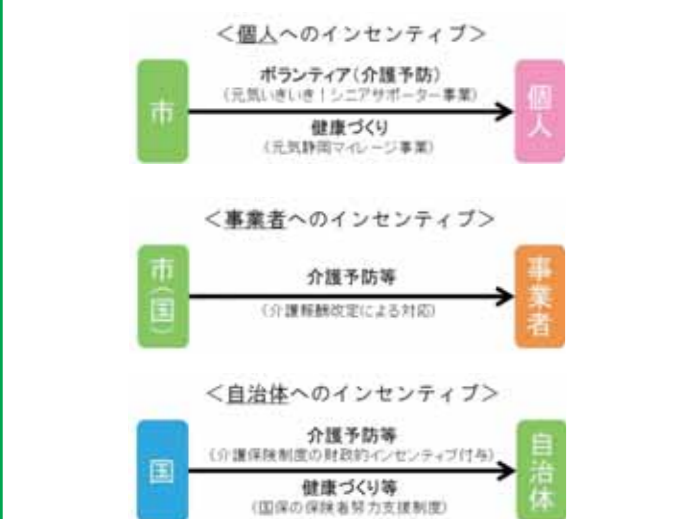 ＜個人へのインセンティブ＞
ボランティア(介護予防)
(元気いきいき！シニアサポーター事業)
市
個人
健康づくり
(元気静岡マイレージ事業)
＜事業者へのインセンティブ＞
市(国)
介護予防等
事業者
(介護報酬改定による対応)
＜自治体へのインセンティブ＞
介護予防等
(介護保険制度の財政的インセンティブ付与)
国
自治体
健康づくり等
(国保の保険者努力支援制度)